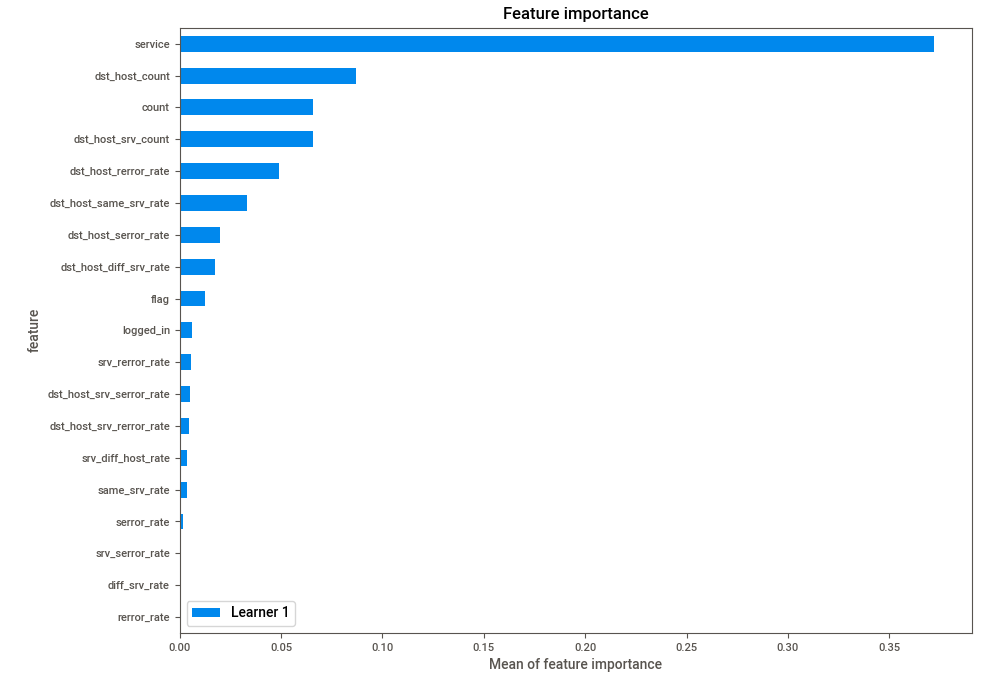 Feature importance
service
dst_host_count
count
dst_host_srv_count
dst_host_rerror_rate
dst_host_same_srv_rate
dst_host_serror_rate
dst_host_diff_srv_rate
flag
logged_in
srv_rerror_rate
dst_host_srv_serror_rate
dst_host_srv_rerror_rate
srv_diff_host_rate
same_srv_rate
serror_rate
srv_serror_rate
diff_srv_rate
rerror_rate
feature
Learner 1
0.00 0.05 0.10 0.15 0.20 0.25 0.30 0.35
Mean of feature importance